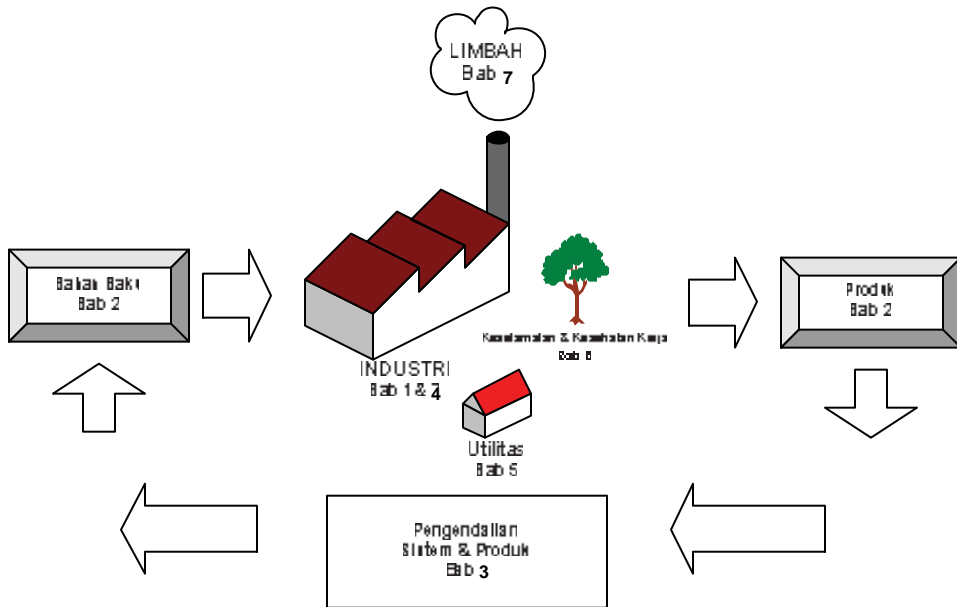 LIMBAH
Bab 7
Bahan Baku
Bab 2
Produk
Bab 2
Keselamatan & Kesehatan Kerja
Bab 6
INDUSTRI
Bab 1 & 4
Utilitas
Bab 5
Pengendalian
Sistem & Produk
Bab 3